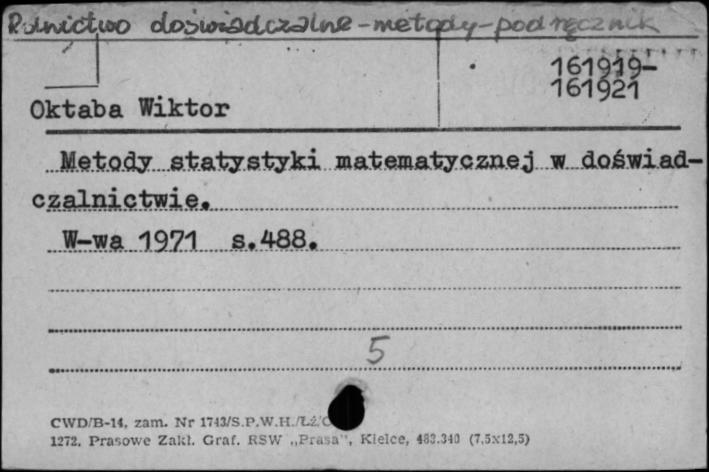 Rolnictwo doświadczalne - metody - podręcznik
161919-
161921
Oktaba Wiktor
Metody statystyki matematycznej w doświad-
czalnictwie.
W-wa 1971 s.488.
5
CWD/B-14, zam. Nr 1743/S.P.W.H./Łż/
1272. Prasowe Zakł. Graf. RSW „Prasa", Kielce, 483.340 (7,5x12,5)